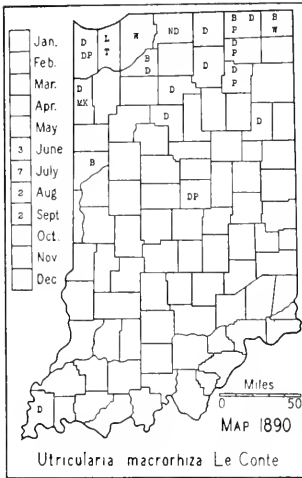 Jan.
Feb.
Mar.
Apr.
May
3 June
7 July
2 Aug
2 Sept
Oct.
Nov
Dec
D
DP
L
T
W
ND
D
B
P
D
B
W
B
D
D
D
P
D
MK
D
D
P
D
D
B
DP
D
Miles
0 50
MAP 1890
Utricularia macrorhiza Le Conte